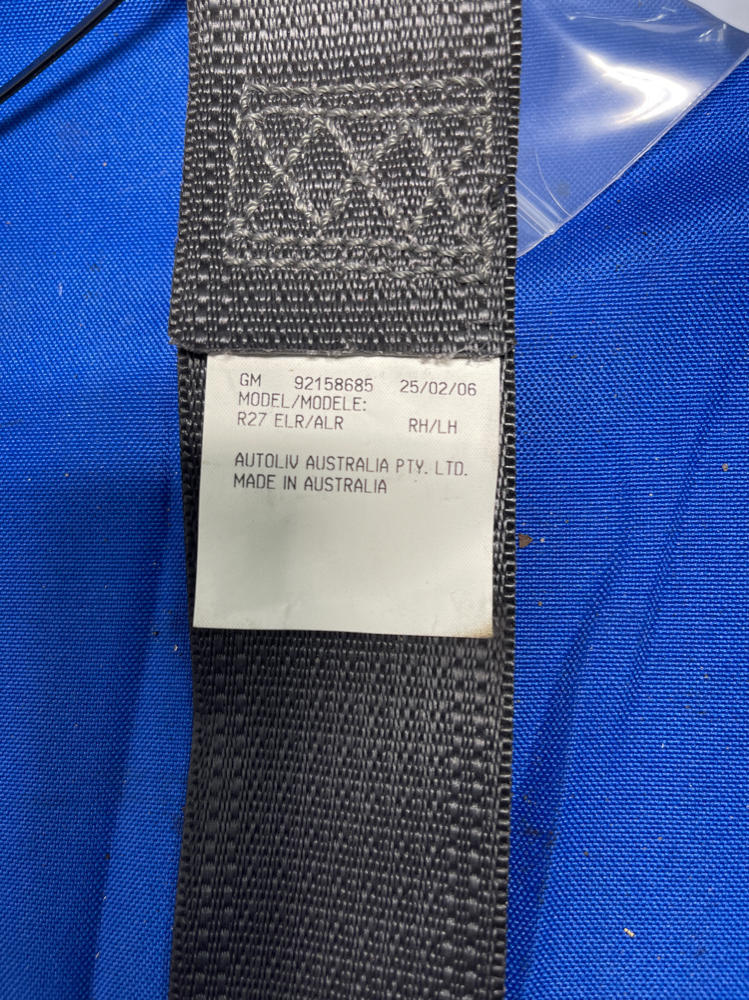 GM 92158685 25/02/06
MODEL/MODELE:
R27 ELR/ALR RH/LH
AUTOLIV AUSTRALIA PTY. LTD.
MADE IN AUSTRALIA